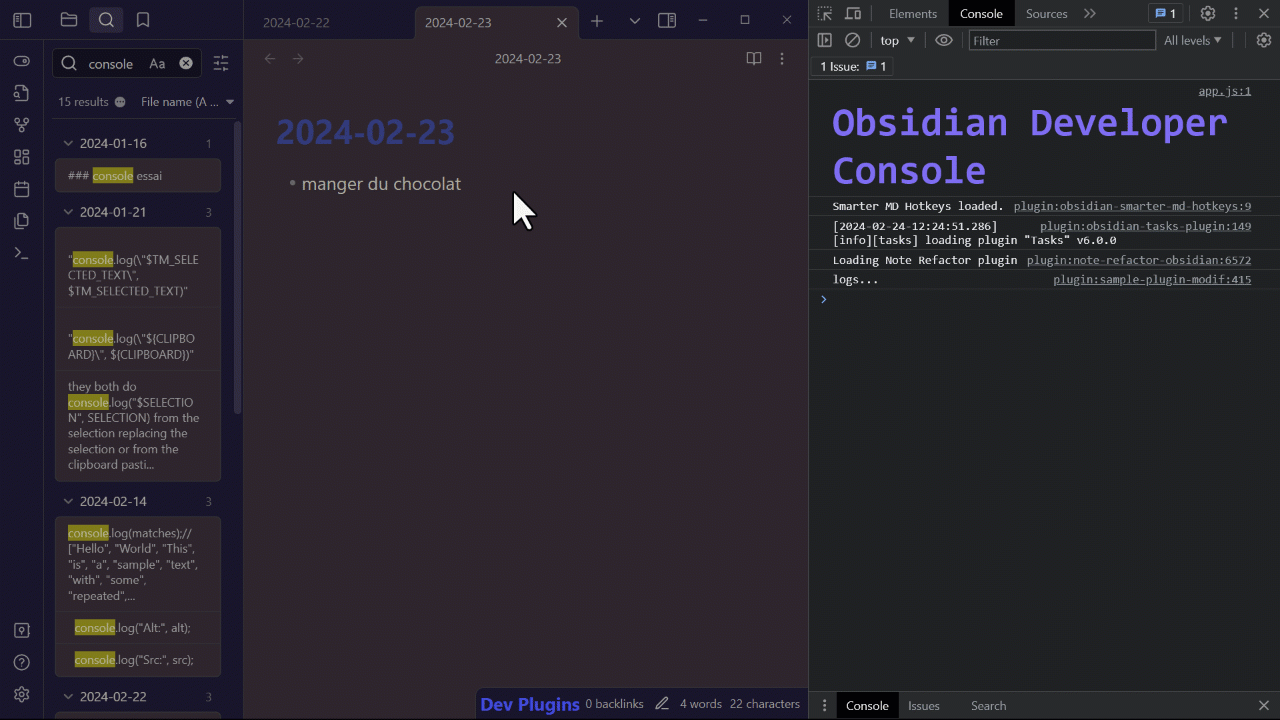 2024-02-22
2024-02-23
console
Aa
15 results
File name (A ...
2024-01-16
1
### console essai
2024-01-21
3
"console.log(\"$TM_SELE
CTED_TEXT\",
$TM_SELECTED_TEXT)"
"console.log(\"${CLIPBO
ARD}\", ${CLIPBOARD})"
they both do
console.log("$SELECTIO
N", SELECTION) from the
selection replacing the
selection or from the
clipboard pasti...
2024-02-14
3
console.log(matches);//
["Hello", "World", "This",
"is", "a", "sample", "text",
"with", "some",
"repeated",...
console.log("Alt:", alt);
console.log("Src:", src);
2024-02-22
3
2024-02-23
2024-02-23
manger du chocolat
Dev Plugins 0 backlinks 4 words 22 characters
Elements Console Sources
1
top
Filter
All levels
1 Issue: 1
app.js:1
Obsidian Developer
Console
Smarter MD Hotkeys loaded. plugin:obsidian-smarter-md-hotkeys:9
[2024-02-24-12:24:51.286] plugin:obsidian-tasks-plugin:149
[info][tasks] loading plugin "Tasks" v6.0.0
Loading Note Refactor plugin plugin:note-refactor-obsidian:6572
logs... plugin:sample-plugin-modif:415
Console Issues Search